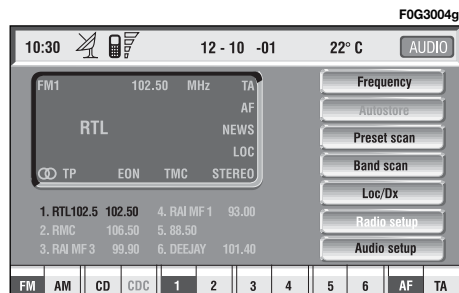 F0G3004g
10:30 12 - 10 -01 22° C AUDIO
FM1 102.50 MHz TA
AF
RTL NEWS
LOC
TP EON TMC STEREO
Frequency
Autostore
Preset scan
Band scan
Loc/Dx
Radio setup
Audio setup
1. RTL102.5 102.50 4. RAI MF 1 93.00
2. RMC 106.50 5. 88.50
3. RAI MF 3 99.90 6. DEEJAY 101.40
FM AM CD CDC 1 2 3 4 5 6 AF TA